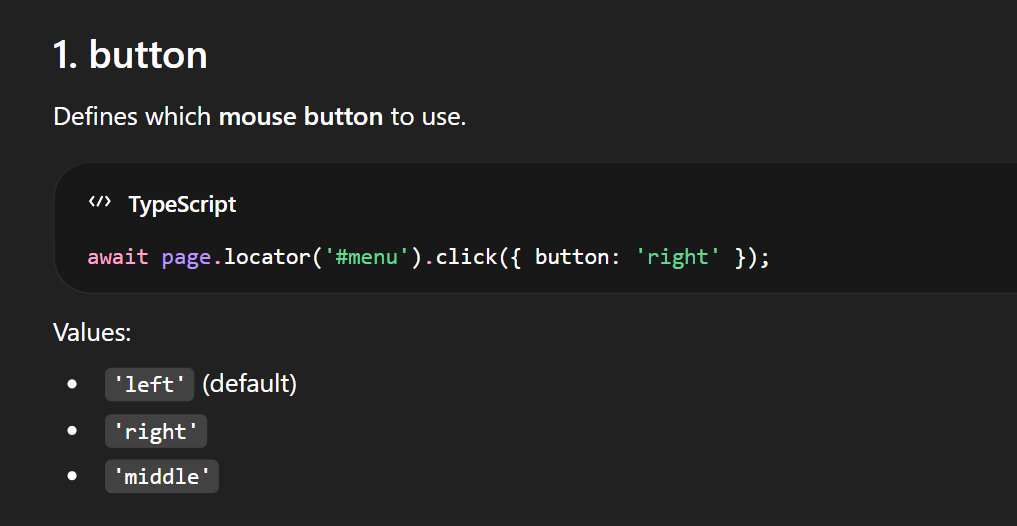 1. button
Defines which mouse button to use.
</> TypeScript
await page.locator('#menu').click({ button: 'right' });
Values:
• 'left' (default)
• 'right'
• 'middle'